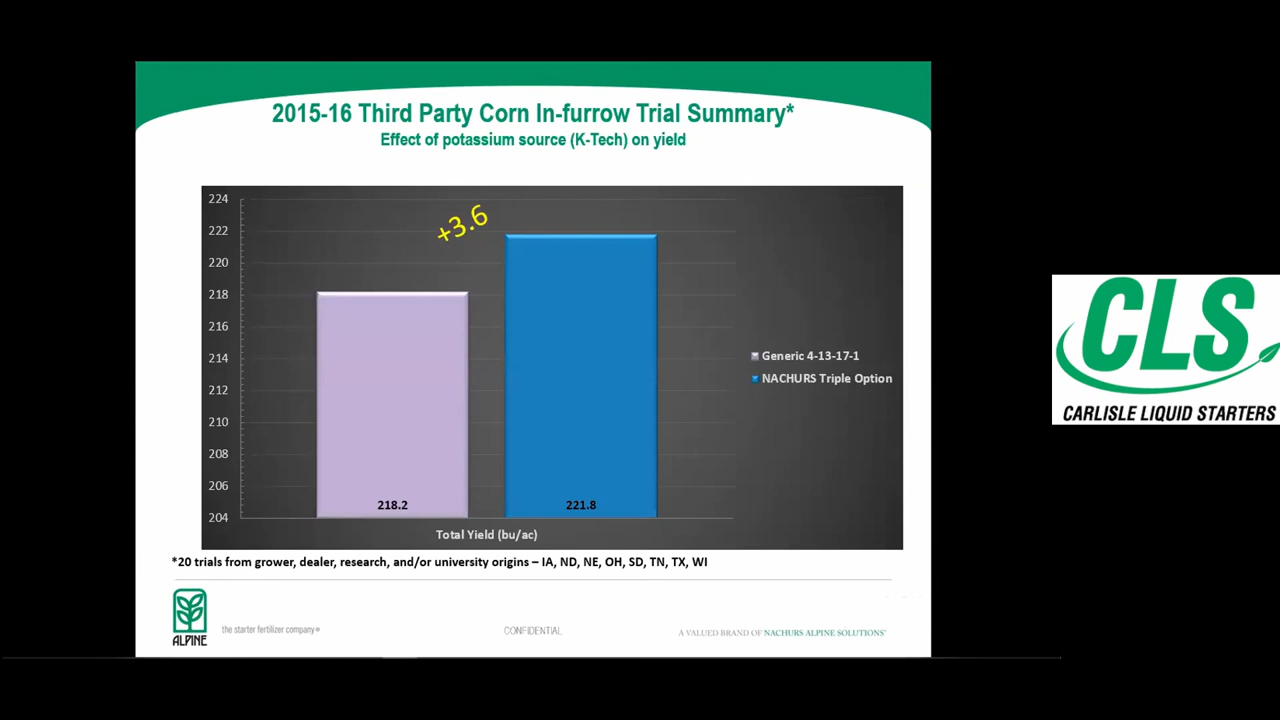 2015-16 Third Party Corn In-furrow Trial Summary*
Effect of potassium source (K-Tech) on yield
224
222
220
218
216
214
212
210
208
206
204
+3.6
218.2
221.8
Total Yield (bu/ac)
Generic 4-13-17-1
NACHURS Triple Option
*20 trials from grower, dealer, research, and/or university origins – IA, ND, NE, OH, SD, TN, TX, WI
ALPINE
the starter fertilizer company®
CONFIDENTIAL
A VALUED BRAND OF NACHURS ALPINE SOLUTIONS®
CLS
CARLISLE LIQUID STARTERS